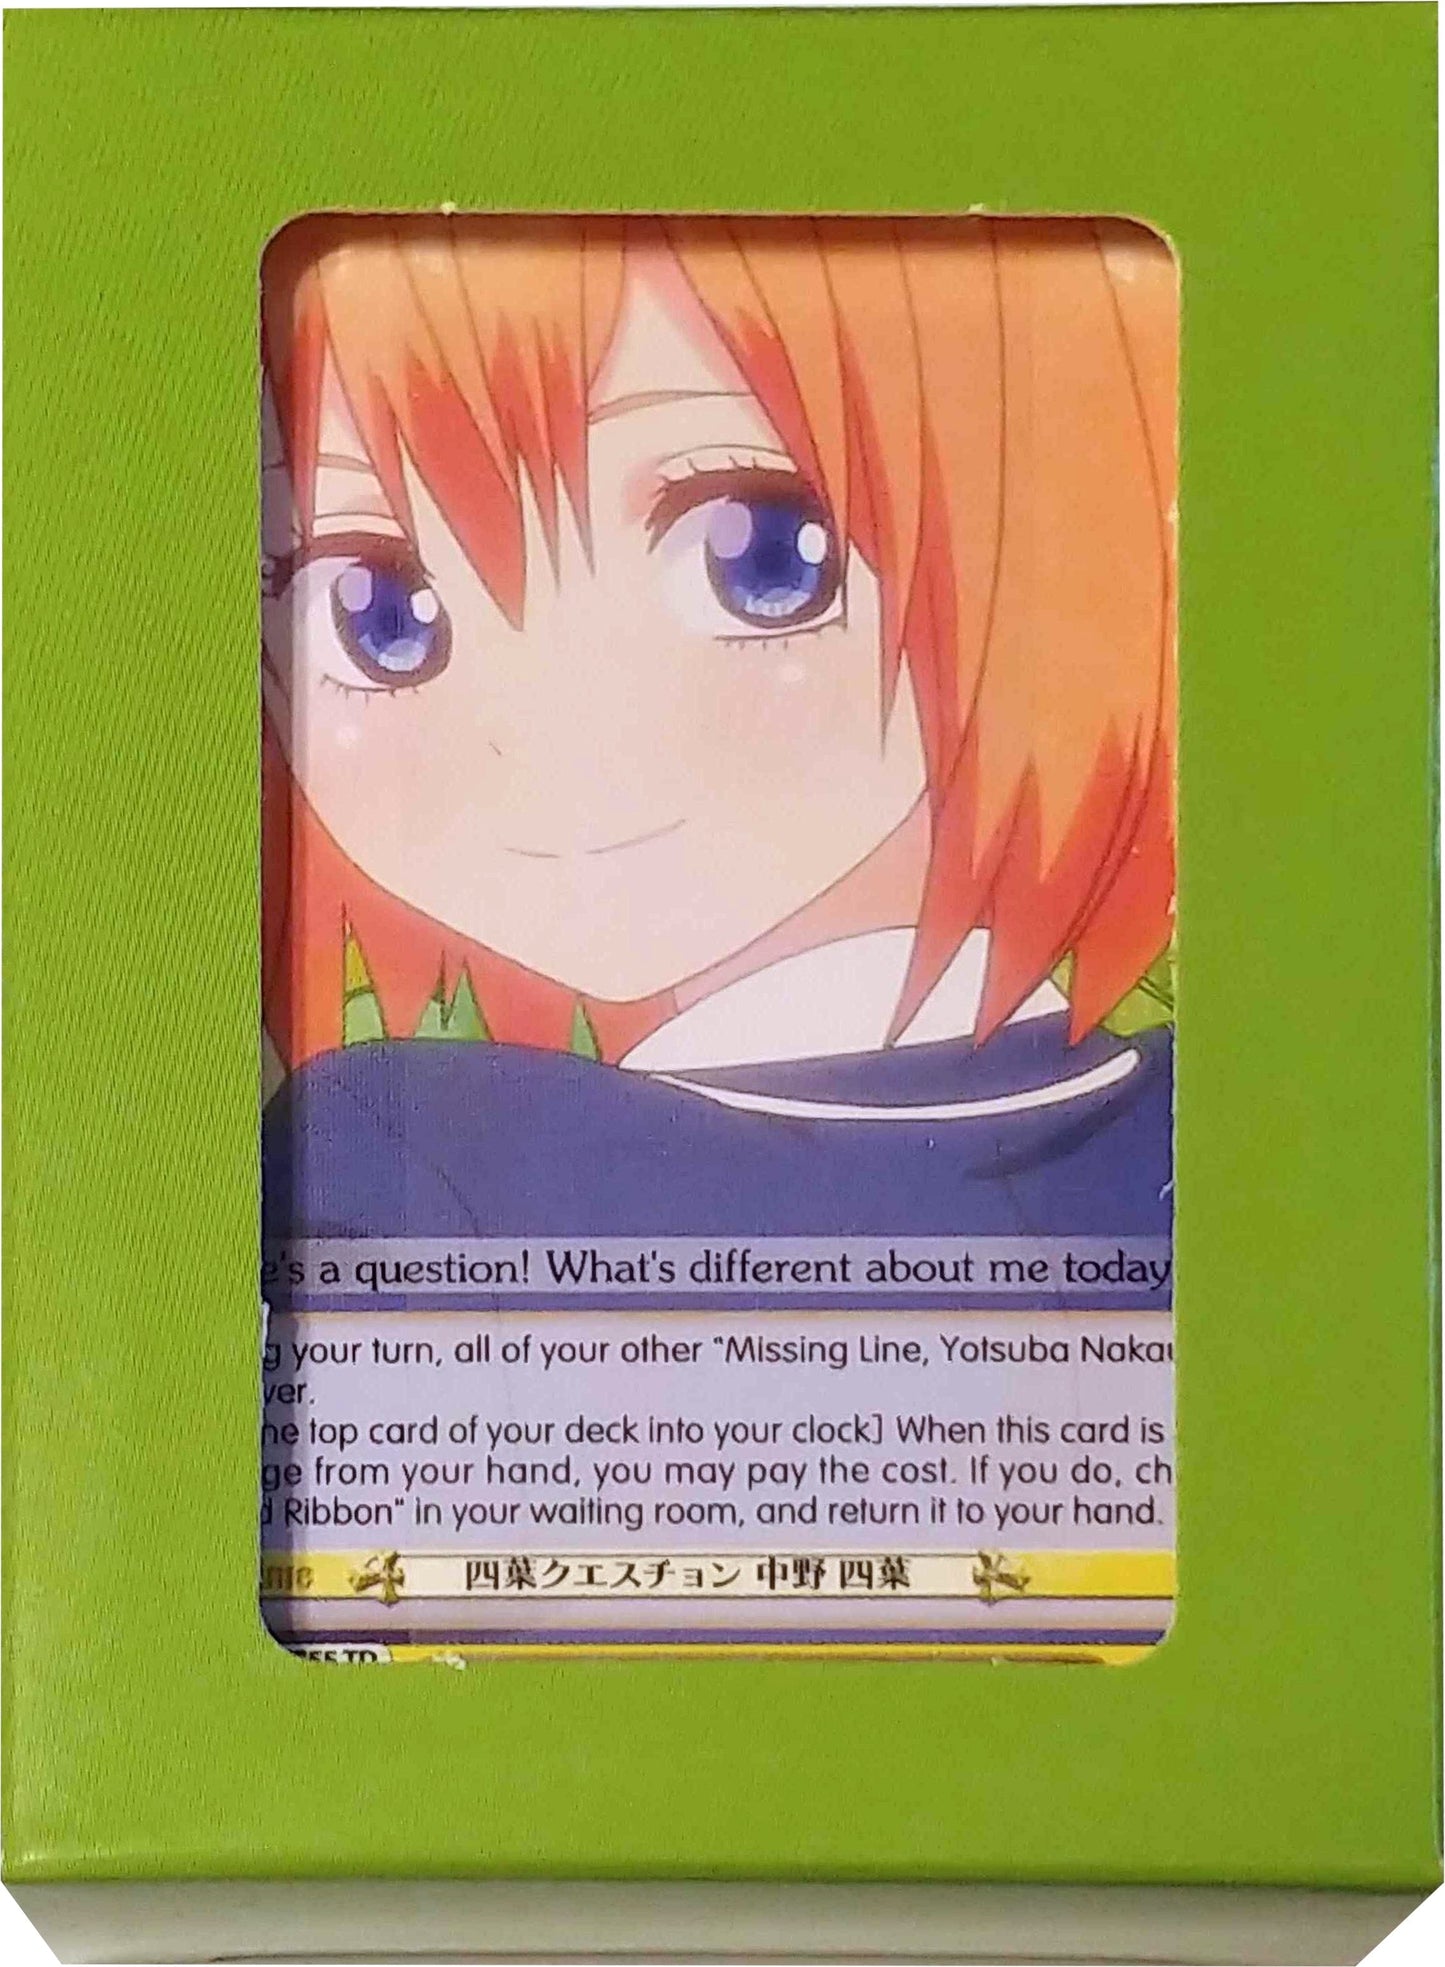 's a question! What's different about me today
g your turn, all of your other "Missing Line, Yotsuba Naka
ver.
he top card of your deck into your clock] When this card is
ge from your hand, you may pay the cost. If you do, ch
d Ribbon" in your waiting room, and return it to your hand.
四葉クエスチョン 中野 四葉
55 TD